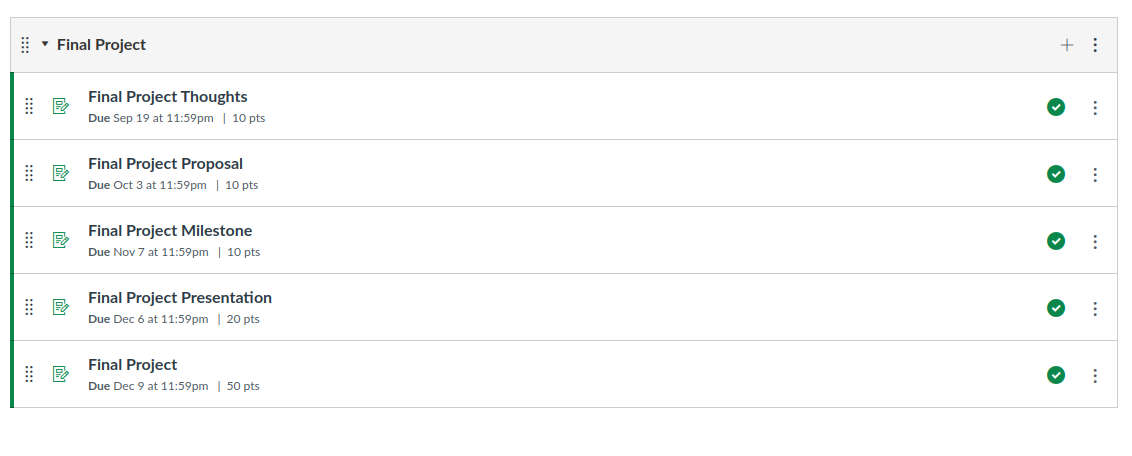 Final Project
Final Project Thoughts
Due Sep 19 at 11:59pm | 10 pts
Final Project Proposal
Due Oct 3 at 11:59pm | 10 pts
Final Project Milestone
Due Nov 7 at 11:59pm | 10 pts
Final Project Presentation
Due Dec 6 at 11:59pm | 20 pts
Final Project
Due Dec 9 at 11:59pm | 50 pts